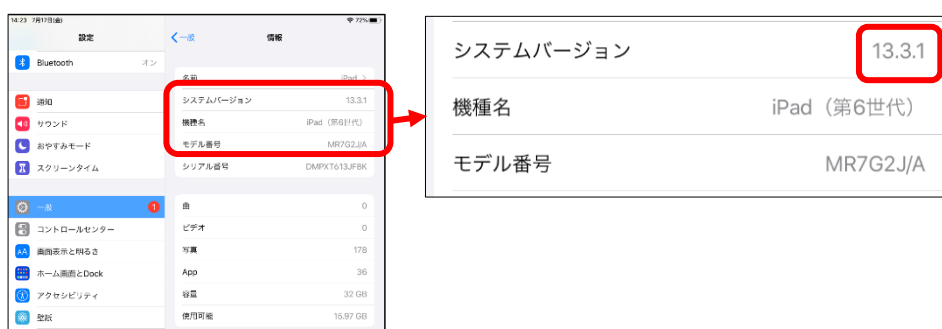 14:23 7月17日(金)
72%
設定
Bluetooth オン
通知
サウンド
おやすみモード
スクリーンタイム
一般 1
コントロールセンター
AA 画面表示と明るさ
ホーム画面とDock
アクセシビリティ
壁紙
一般 情報
名前 iPad
システムバージョン 13.3.1
機種名 iPad（第6世代）
モデル番号 MR7G2J/A
シリアル番号 DMPXT613JF8K
曲 0
ビデオ 0
写真 178
App 36
容量 32 GB
使用可能 15.97 GB
システムバージョン 13.3.1
機種名 iPad（第6世代）
モデル番号 MR7G2J/A